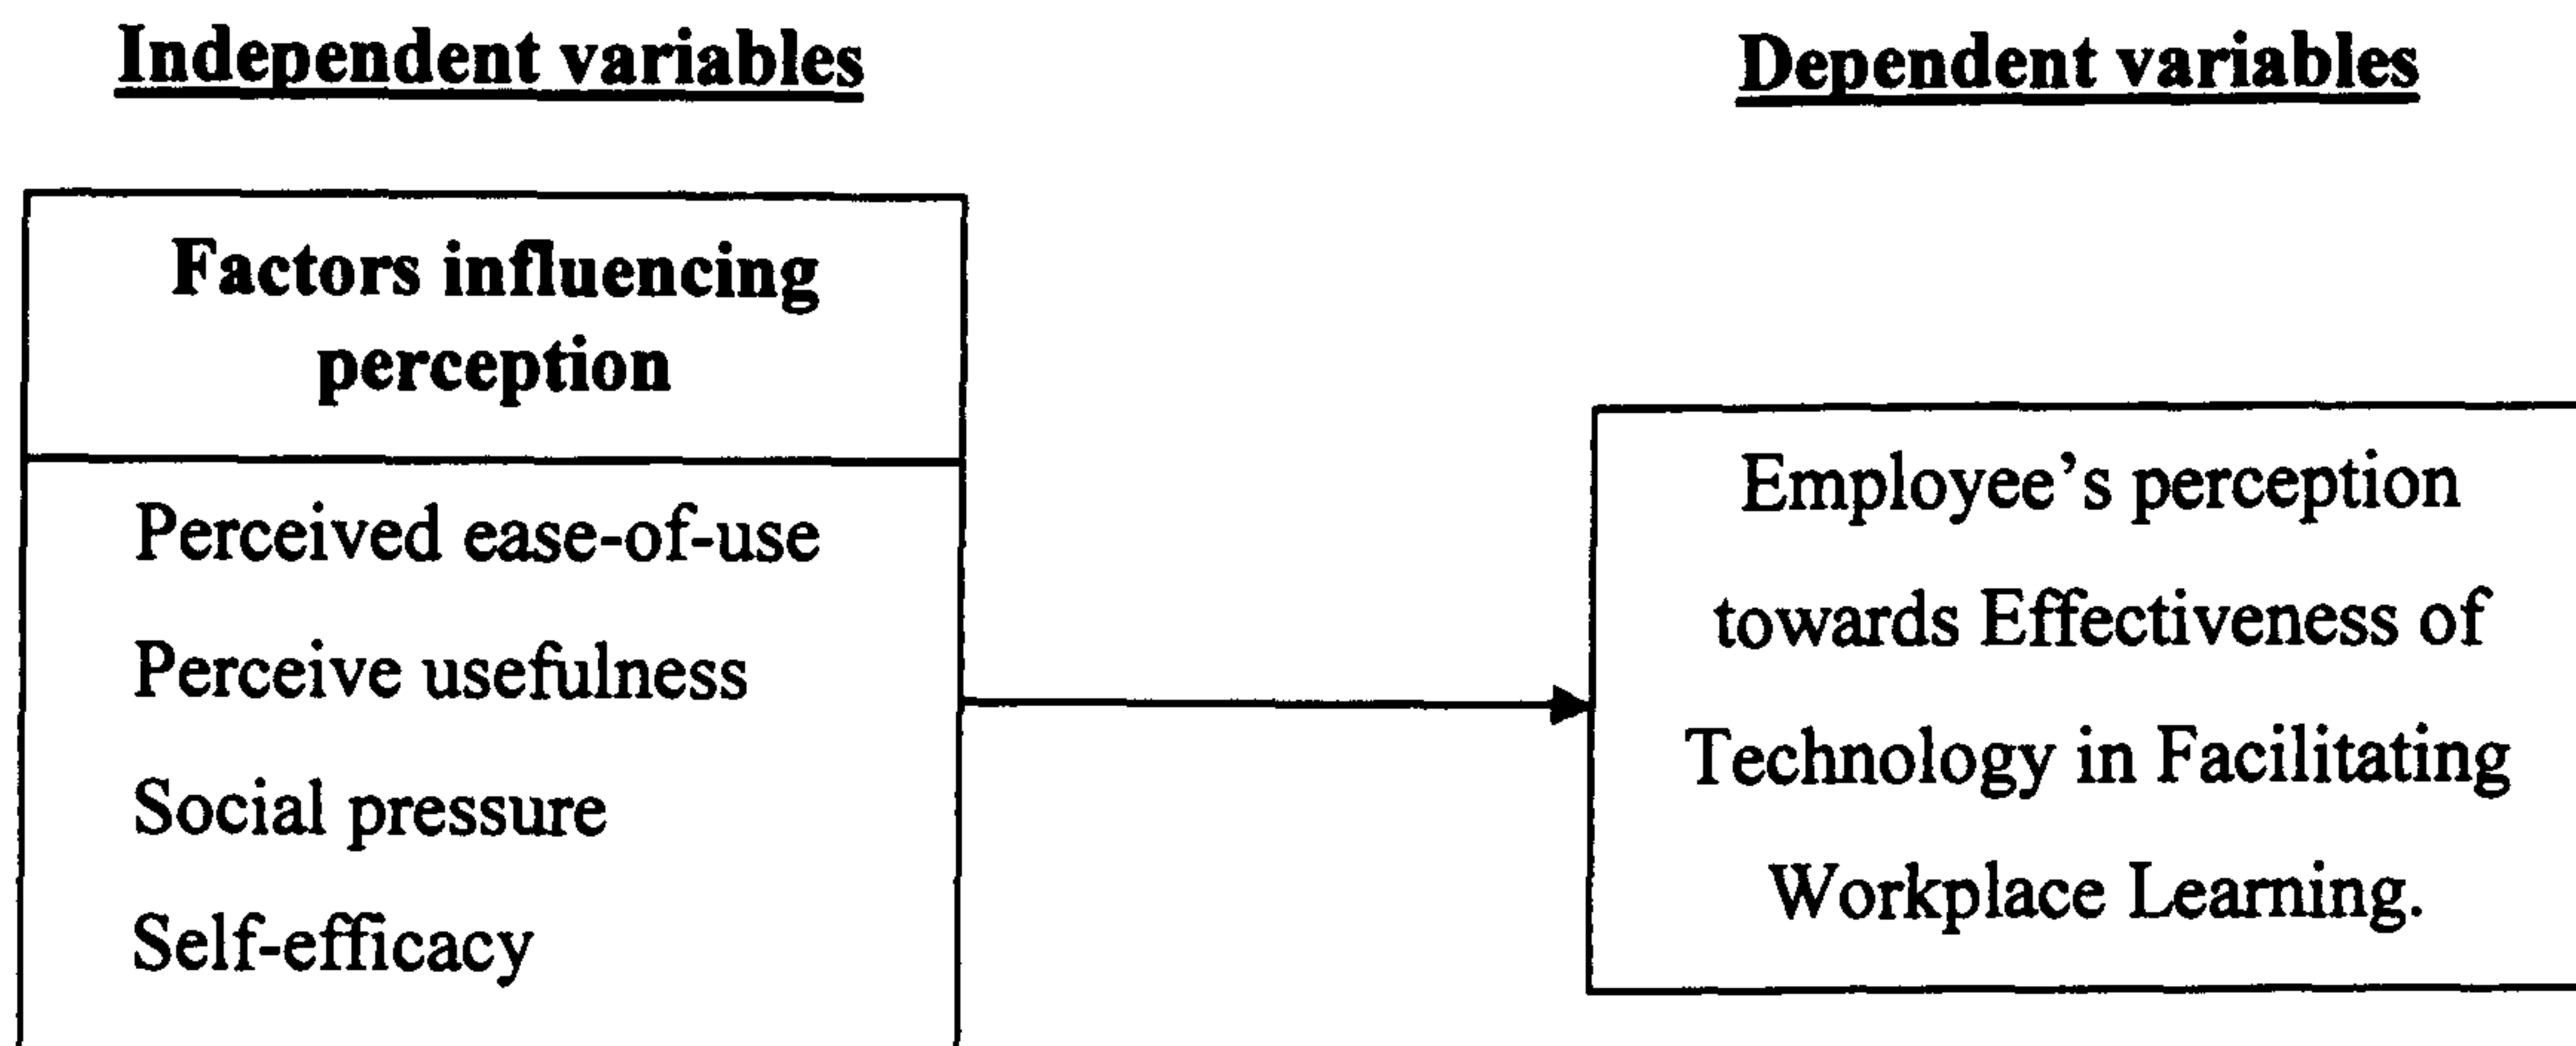 Independent variables
Dependent variables
Factors influencing
perception
Perceived ease-of-use
Perceive usefulness
Social pressure
Self-efficacy
Employee’s perception
towards Effectiveness of
Technology in Facilitating
Workplace Learning.